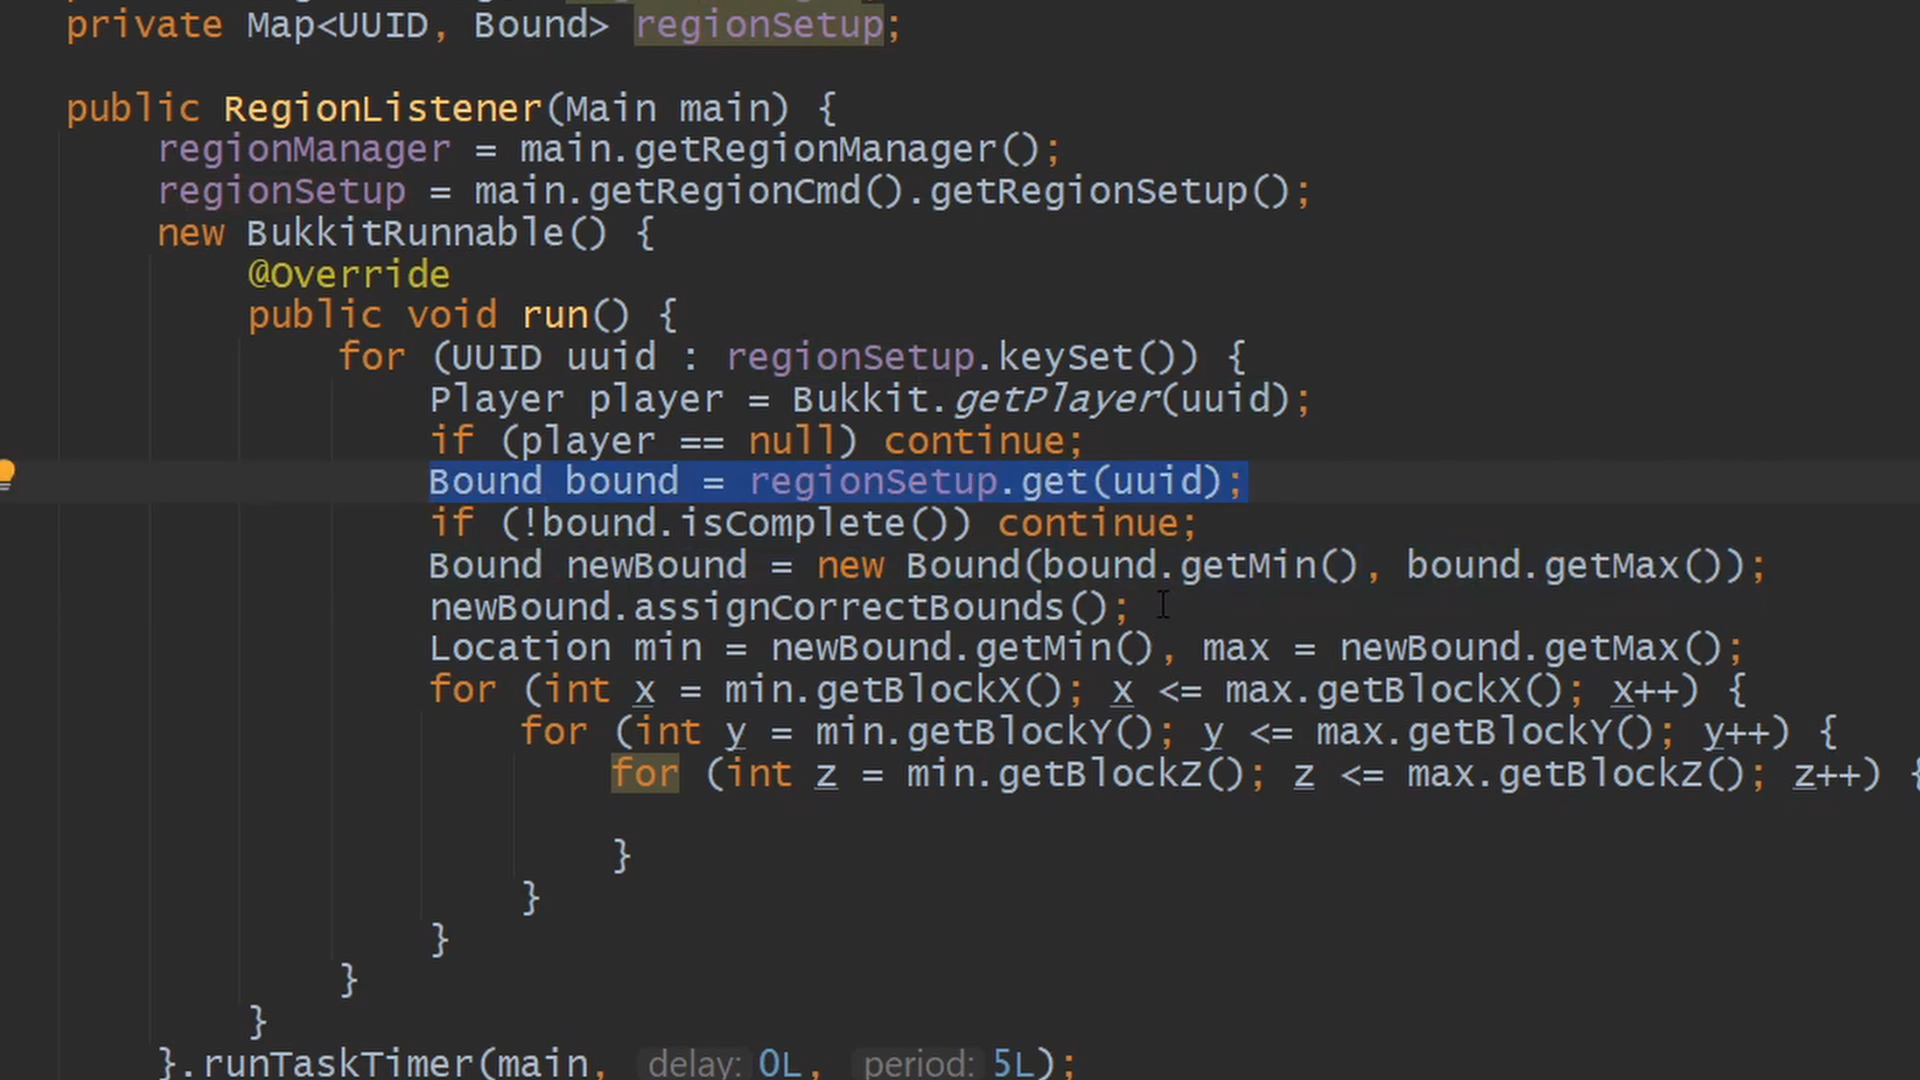 private Map<UUID, Bound> regionSetup;
public RegionListener(Main main) {
regionManager = main.getRegionManager();
regionSetup = main.getRegionCmd().getRegionSetup();
new BukkitRunnable() {
@Override
public void run() {
for (UUID uuid : regionSetup.keySet()) {
Player player = Bukkit.getPlayer(uuid);
if (player == null) continue;
Bound bound = regionSetup.get(uuid);
if (!bound.isComplete()) continue;
Bound newBound = new Bound(bound.getMin(), bound.getMax());
newBound.assignCorrectBounds();
Location min = newBound.getMin(), max = newBound.getMax();
for (int x = min.getBlockX(); x <= max.getBlockX(); x++) {
for (int y = min.getBlockY(); y <= max.getBlockY(); y++) {
for (int z = min.getBlockZ(); z <= max.getBlockZ(); z++) {
}
}
}
}
}
}.runTaskTimer(main, delay: 0L, period: 5L);